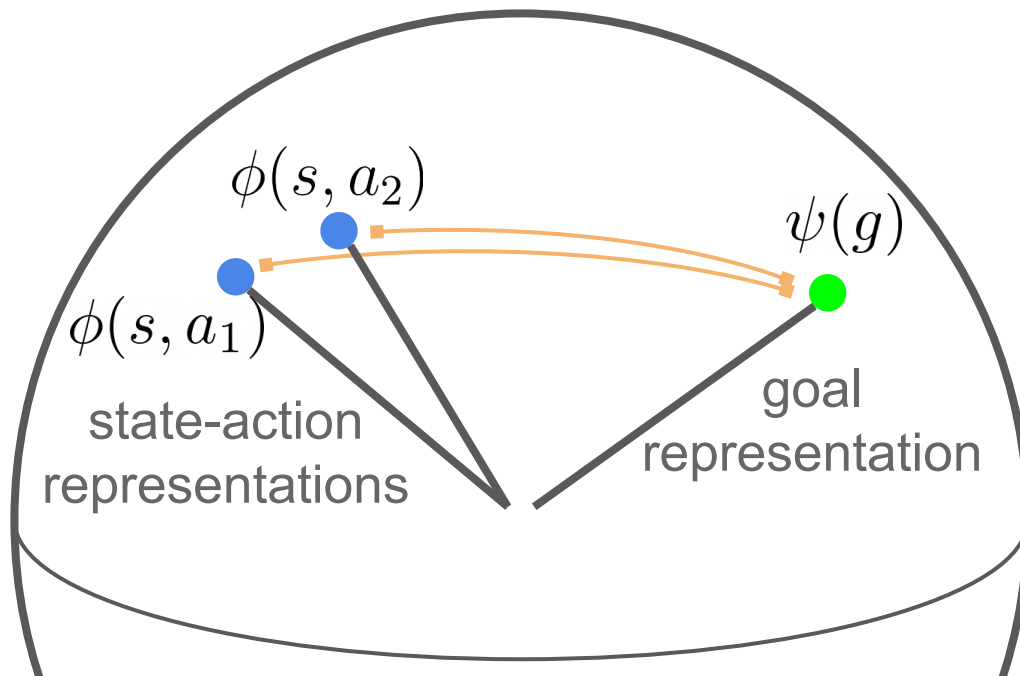 ϕ(s, a₂)
ψ(g)
ϕ(s, a₁)
state-action
representations
goal
representation